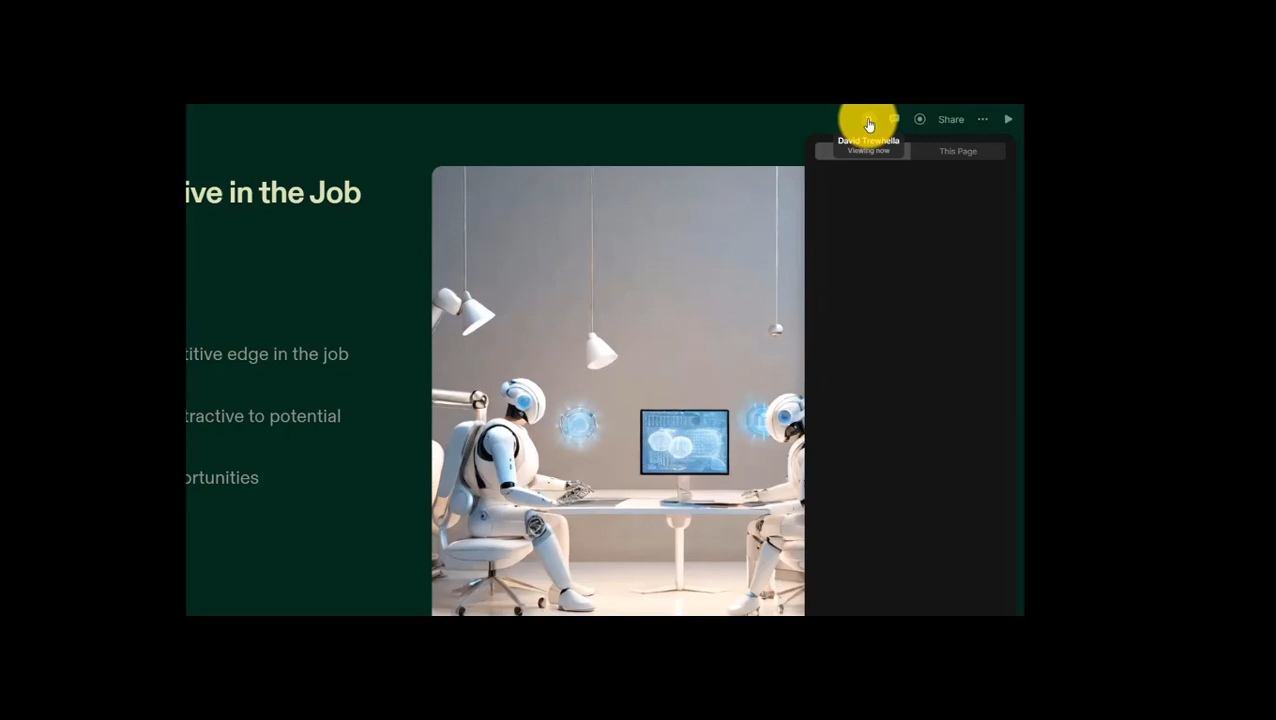 Share
David Trewhella
Viewing now
This Page
ive in the Job
titive edge in the job
tractive to potential
ortunities